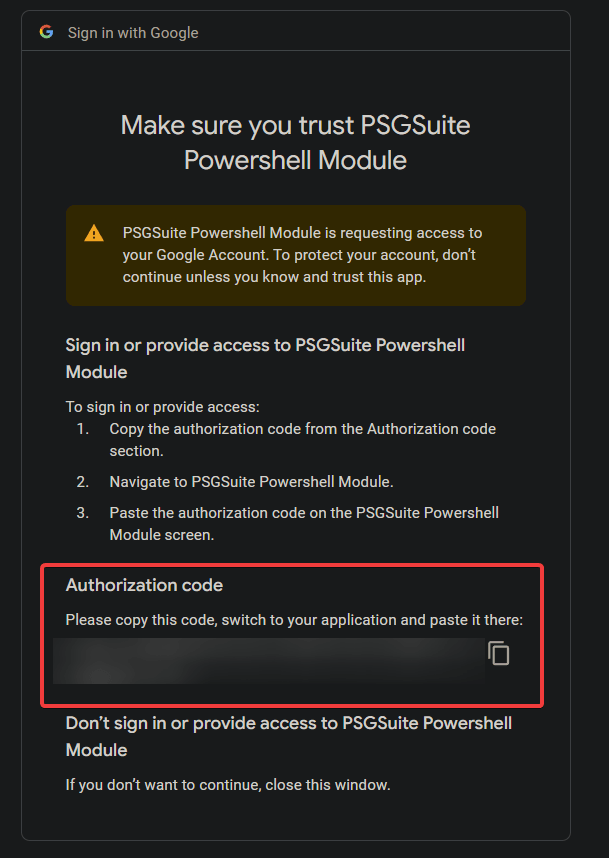 Sign in with Google
Make sure you trust PSGSuite
Powershell Module
PSGSuite Powershell Module is requesting access to
your Google Account. To protect your account, don’t
continue unless you know and trust this app.
Sign in or provide access to PSGSuite Powershell
Module
To sign in or provide access:
1. Copy the authorization code from the Authorization code
section.
2. Navigate to PSGSuite Powershell Module.
3. Paste the authorization code on the PSGSuite Powershell
Module screen.
Authorization code
Please copy this code, switch to your application and paste it there:
Don’t sign in or provide access to PSGSuite Powershell
Module
If you don’t want to continue, close this window.